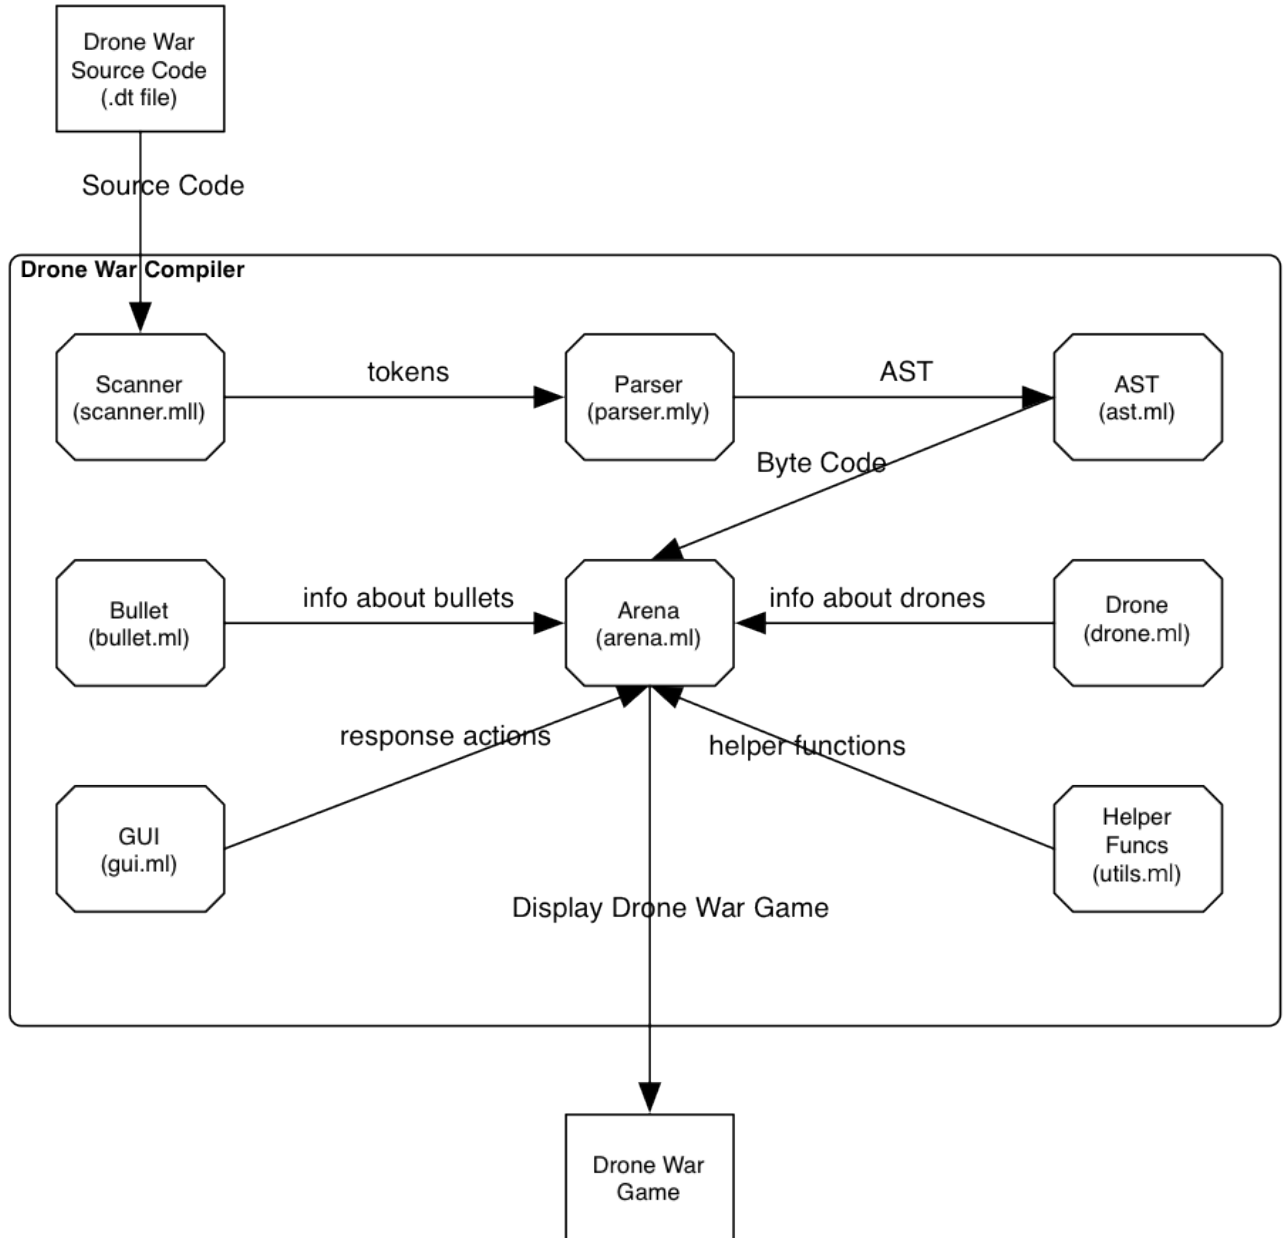 Drone War
Source Code
(.dt file)
Source Code
Drone War Compiler
Scanner
(scanner.mll)
tokens
Parser
(parser.mly)
AST
AST
(ast.ml)
Byte Code
Bullet
(bullet.ml)
info about bullets
Arena
(arena.ml)
info about drones
Drone
(drone.ml)
response actions
helper functions
GUI
(gui.ml)
Helper
Funcs
(utils.ml)
Display Drone War Game
Drone War
Game